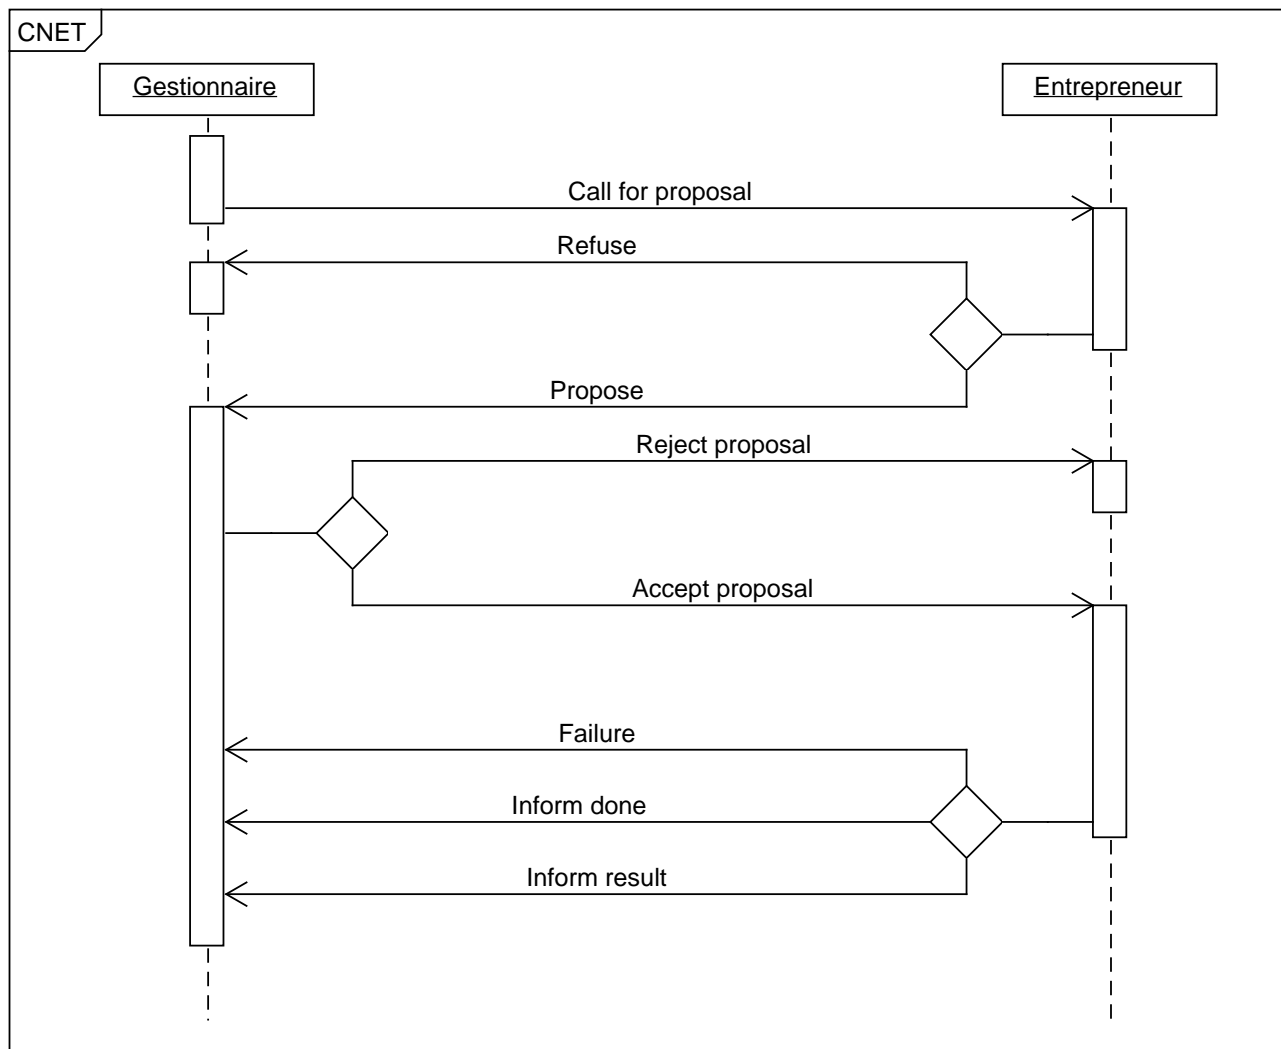 CNET
Gestionnaire
Entrepreneur
Call for proposal
Refuse
Propose
Reject proposal
Accept proposal
Failure
Inform done
Inform result